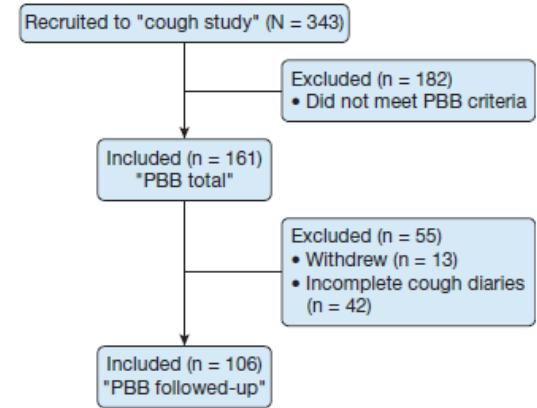 Recruited to "cough study" (N = 343)
Excluded (n = 182)
• Did not meet PBB criteria
Included (n = 161)
"PBB total"
Excluded (n = 55)
• Withdrew (n = 13)
• Incomplete cough diaries
(n = 42)
Included (n = 106)
"PBB followed-up"